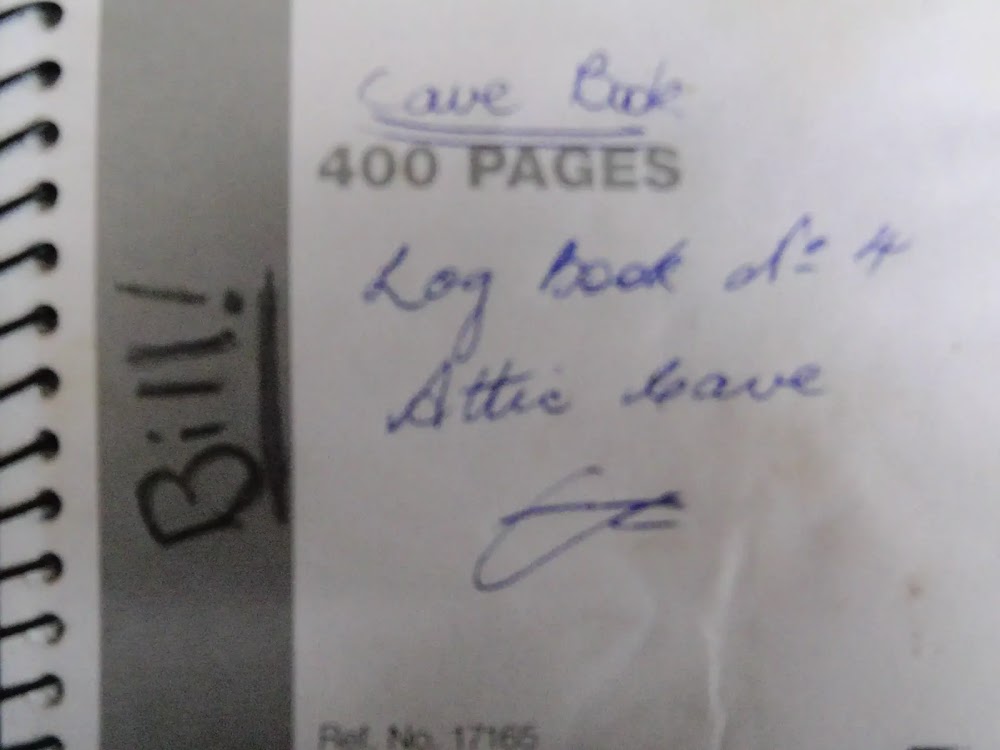 Cave Book
400 PAGES
Log Book Nº 4
Attic Cave
Bill!
Ref. No. 17165